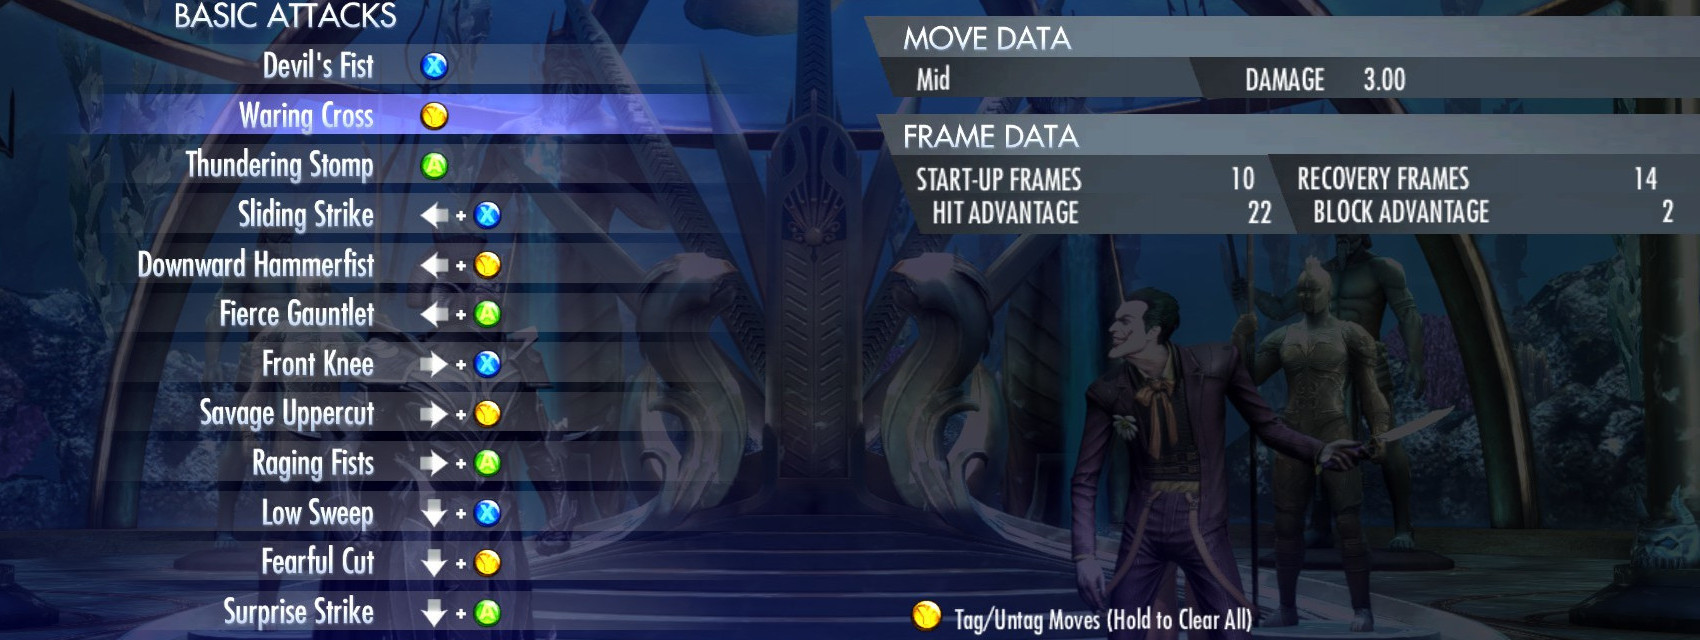 BASIC ATTACKS
Devil's Fist X
Waring Cross Y
Thundering Stomp A
Sliding Strike + X
Downward Hammerfist + Y
Fierce Gauntlet + A
Front Knee + X
Savage Uppercut + Y
Raging Fists + A
Low Sweep + X
Fearful Cut + Y
Surprise Strike + A
MOVE DATA
Mid DAMAGE 3.00
FRAME DATA
START-UP FRAMES 10 RECOVERY FRAMES 14
HIT ADVANTAGE 22 BLOCK ADVANTAGE 2
Y Tag/Untag Moves (Hold to Clear All)